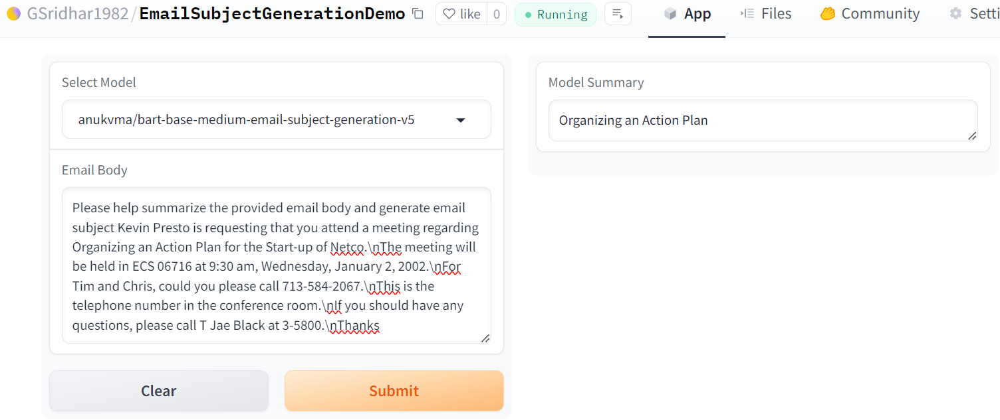 GSridhar1982/EmailSubjectGenerationDemo like 0 Running App Files Community Setti
Select Model
anukvma/bart-base-medium-email-subject-generation-v5
Email Body
Please help summarize the provided email body and generate email
subject Kevin Presto is requesting that you attend a meeting regarding
Organizing an Action Plan for the Start-up of Netco.\nThe meeting will
be held in ECS 06716 at 9:30 am, Wednesday, January 2, 2002.\nFor
Tim and Chris, could you please call 713-584-2067.\nThis is the
telephone number in the conference room.\nIf you should have any
questions, please call T Jae Black at 3-5800.\nThanks
Clear Submit
Model Summary
Organizing an Action Plan